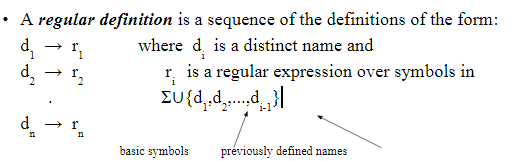 • A regular definition is a sequence of the definitions of the form:
d₁ → r₁ where dᵢ is a distinct name and
d₂ → r₂ rᵢ is a regular expression over symbols in
. ΣU{d₁,d₂,...,dᵢ₋₁}
dₙ → rₙ
basic symbols previously defined names